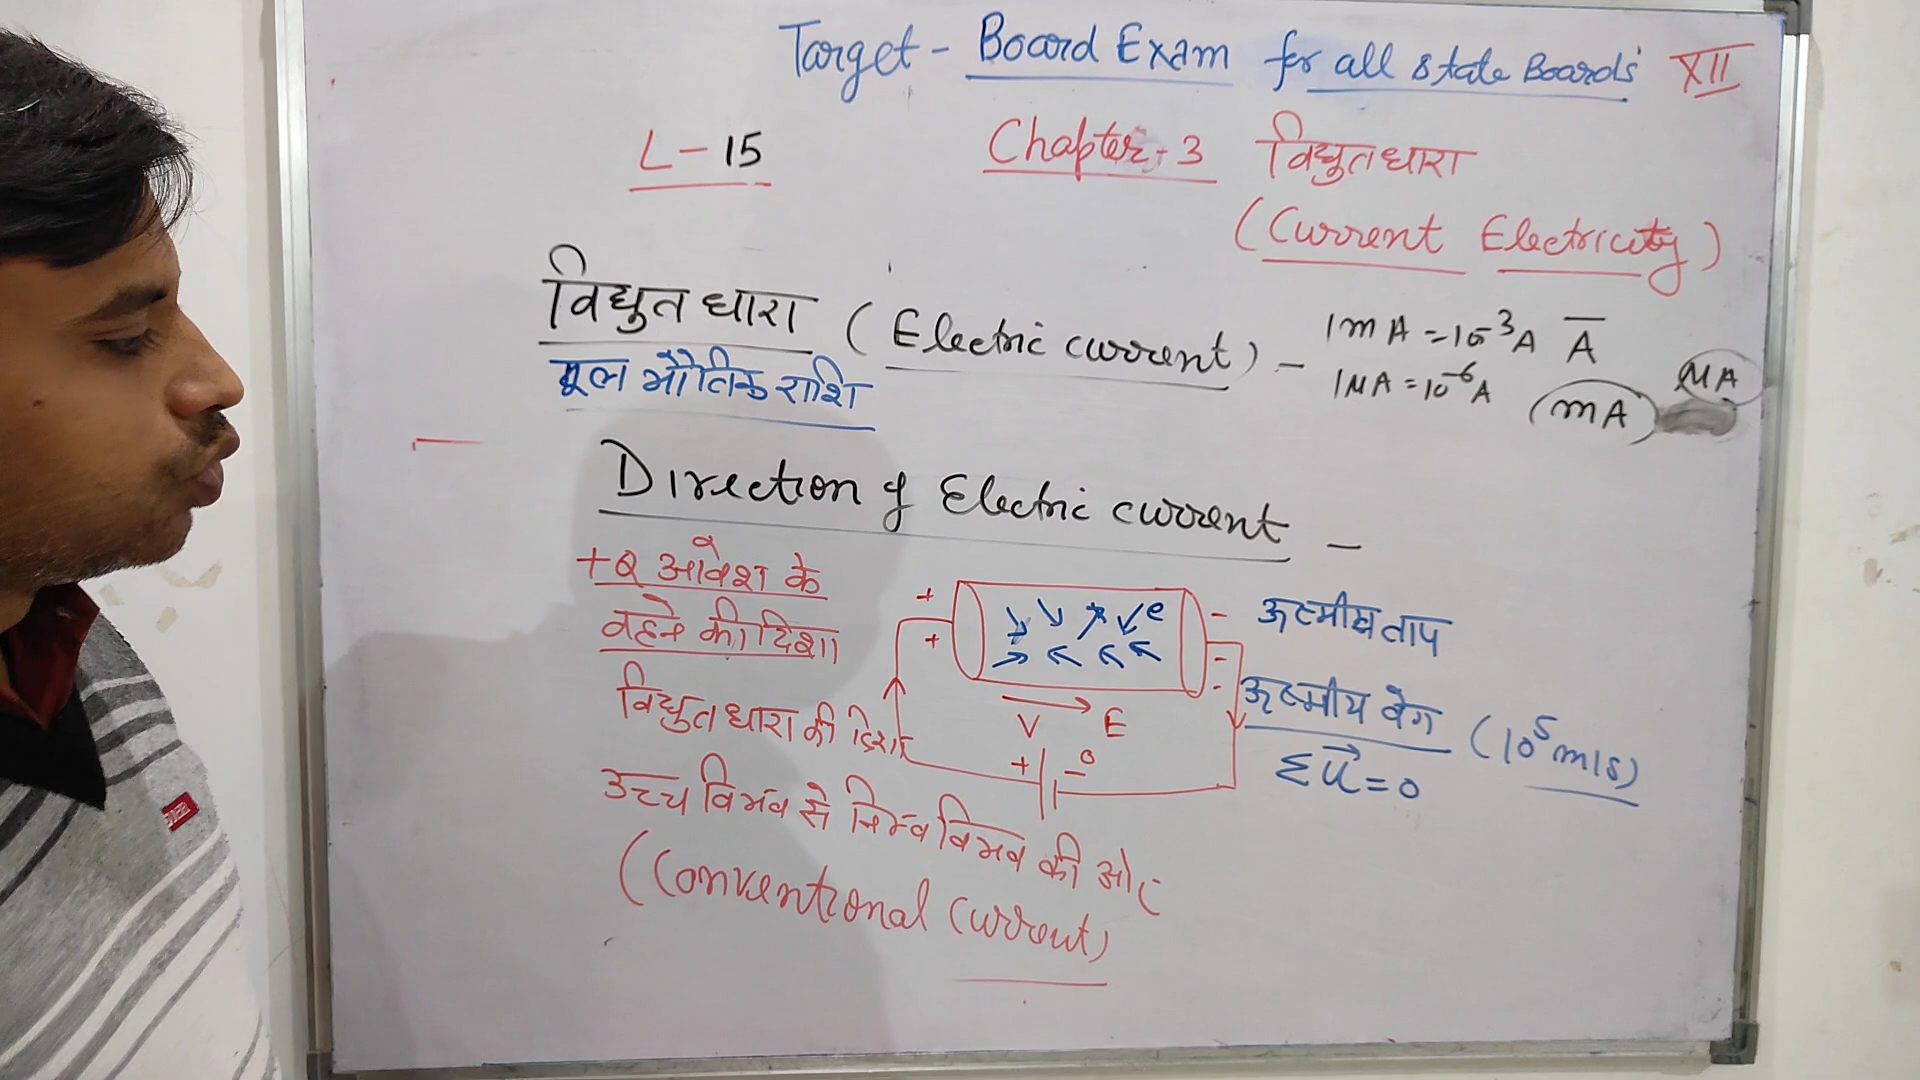 Target - Board Exam for all state Boards XII
L - 15
Chapter - 3 विद्युत धारा
(Current Electricity)
विद्युत धारा (Electric current) -
मूल भौतिक राशि
1mA = 10⁻³A
1μA = 10⁻⁶A
A
mA
μA
Direction of Electric current -
+Q आवेश के
वहने की दिशा
विद्युत धारा की दिशा
उच्च विभव से निम्न विभव की ओर
(Conventional Current)
+
+
e
-
-
-
V
E
+
-
ऊष्मीय ताप
ऊष्मीय वेग (10⁵ m/s)
Σu⃗ = 0